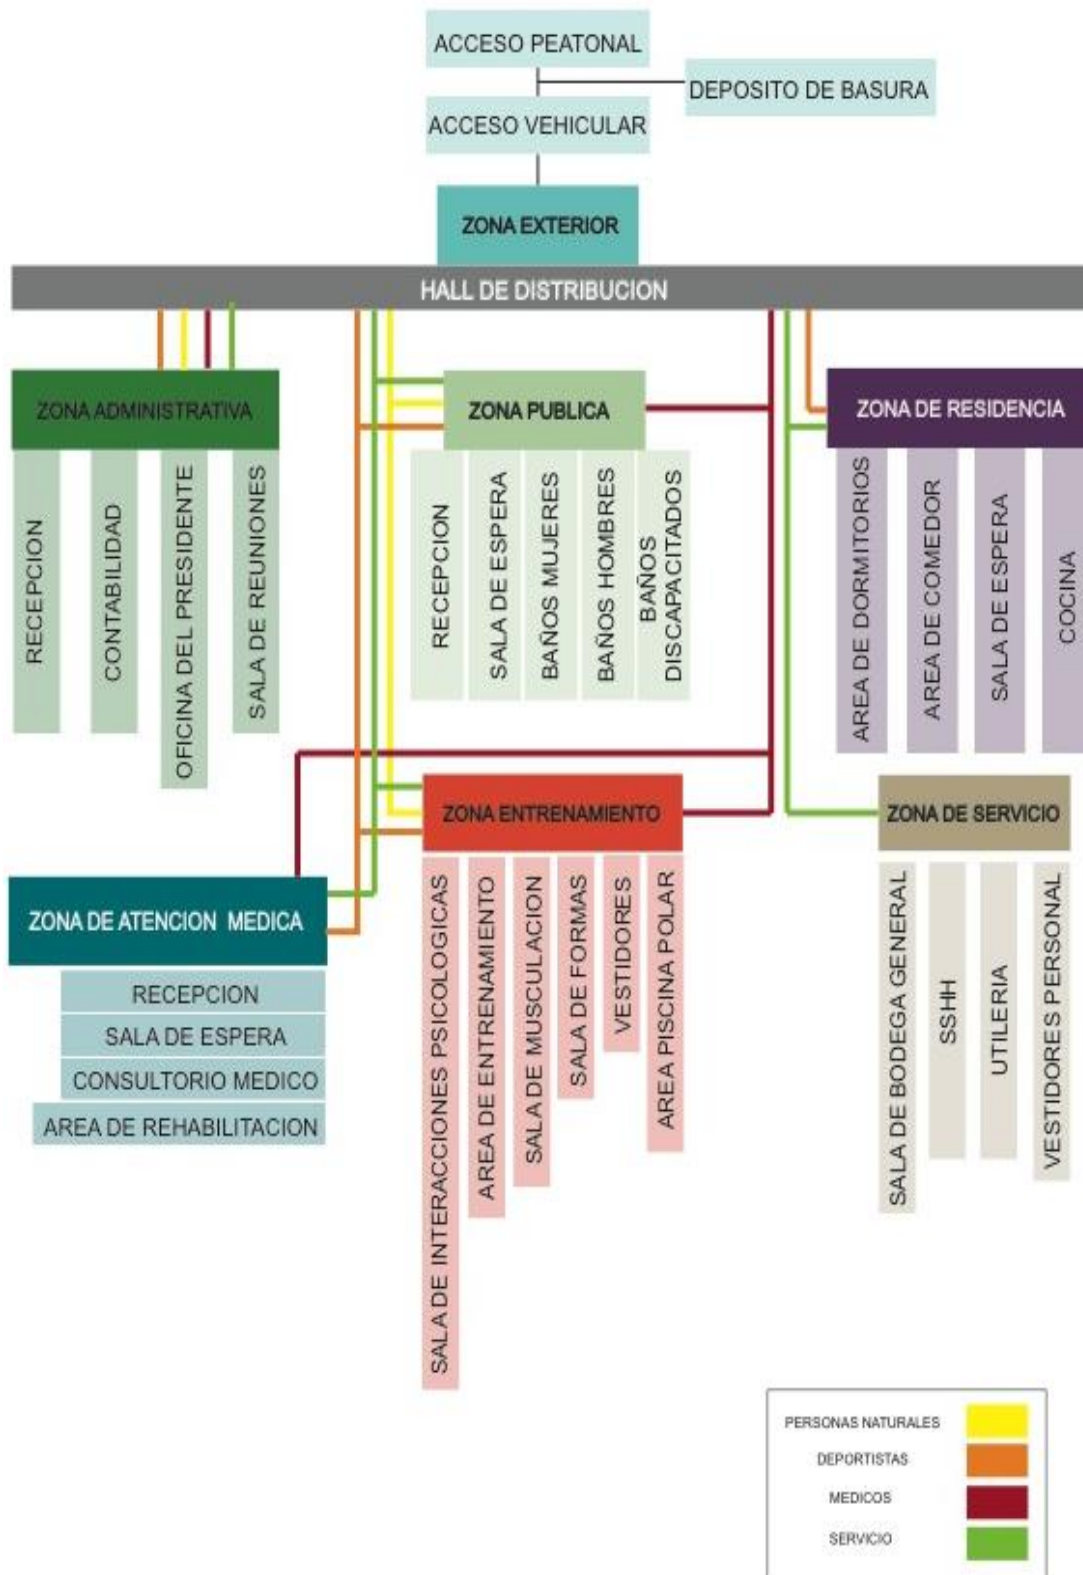 ACCESO PEATONAL
DEPOSITO DE BASURA
ACCESO VEHICULAR
ZONA EXTERIOR
HALL DE DISTRIBUCION
ZONA ADMINISTRATIVA
RECEPCION
CONTABILIDAD
OFICINA DEL PRESIDENTE
SALA DE REUNIONES
ZONA PUBLICA
RECEPCION
SALA DE ESPERA
BAÑOS MUJERES
BAÑOS HOMBRES
BAÑOS
DISCAPACITADOS
ZONA DE RESIDENCIA
AREA DE DORMITORIOS
AREA DE COMEDOR
SALA DE ESPERA
COCINA
ZONA DE ATENCION MEDICA
RECEPCION
SALA DE ESPERA
CONSULTORIO MEDICO
AREA DE REHABILITACION
ZONA ENTRENAMIENTO
SALA DE INTERACCIONES PSICOLOGICAS
AREA DE ENTRENAMIENTO
SALA DE MUSCULACION
SALA DE FORMAS
VESTIDORES
AREA PISCINA POLAR
ZONA DE SERVICIO
SALA DE BODEGA GENERAL
SSHH
UTILERIA
VESTIDORES PERSONAL
PERSONAS NATURALES
DEPORTISTAS
MEDICOS
SERVICIO